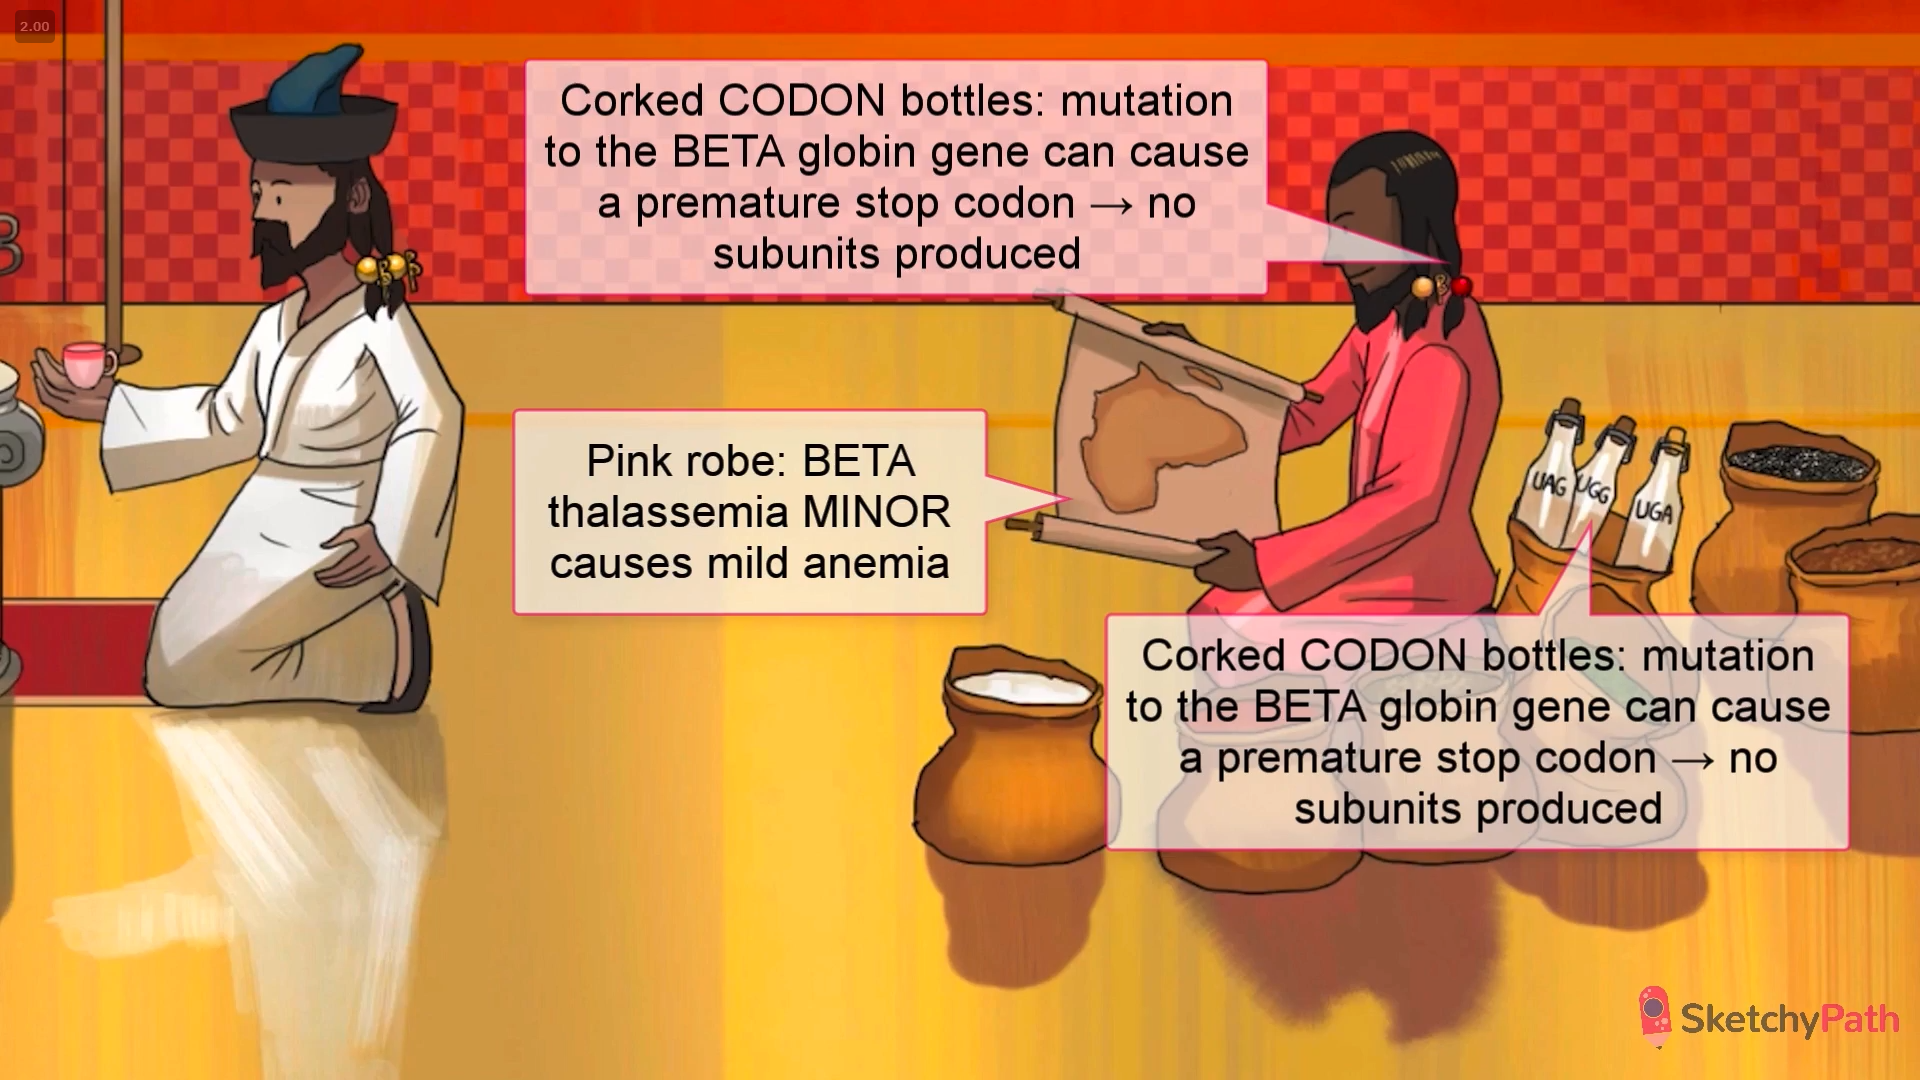 2.00
Corked CODON bottles: mutation
to the BETA globin gene can cause
a premature stop codon → no
subunits produced
Pink robe: BETA
thalassemia MINOR
causes mild anemia
UAG
UGG
UGA
Corked CODON bottles: mutation
to the BETA globin gene can cause
a premature stop codon → no
subunits produced
SketchyPath